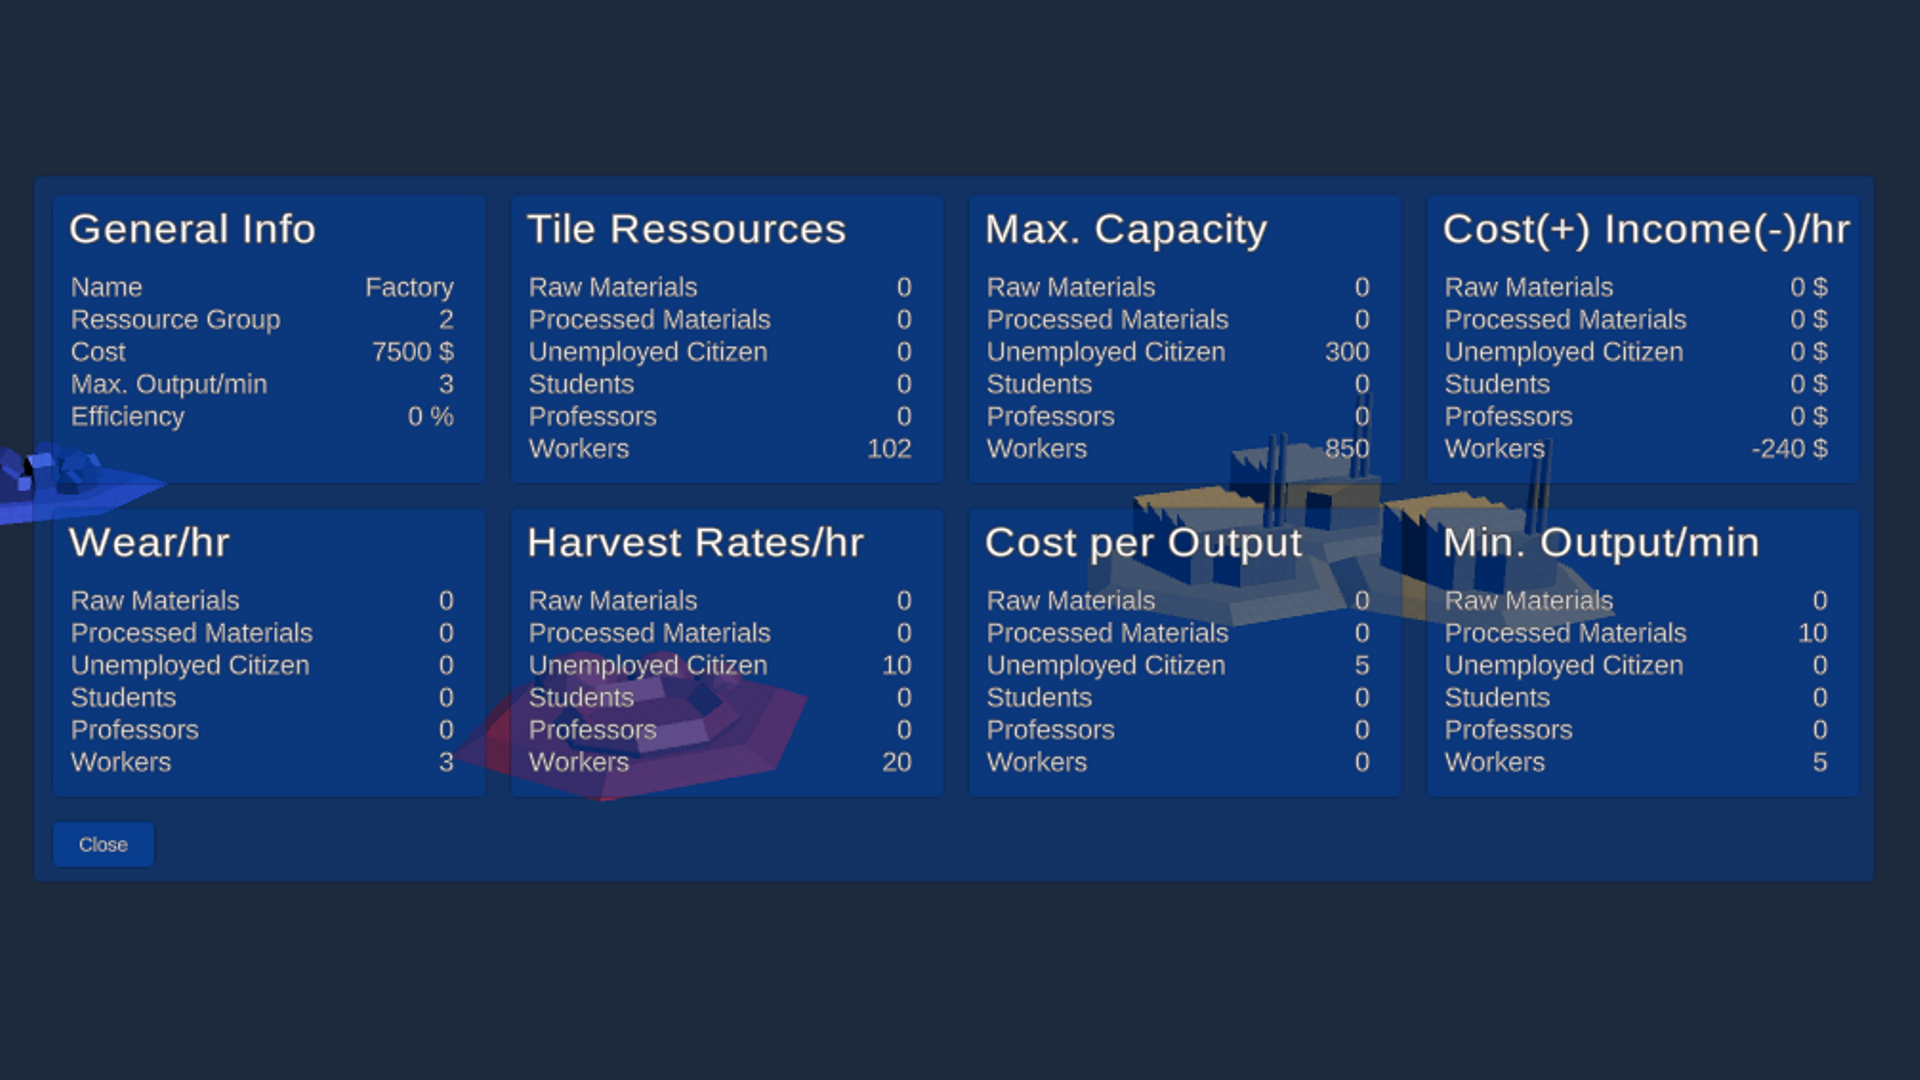 General Info
Name Factory
Ressource Group 2
Cost 7500 $
Max. Output/min 3
Efficiency 0 %
Tile Ressources
Raw Materials 0
Processed Materials 0
Unemployed Citizen 0
Students 0
Professors 0
Workers 102
Max. Capacity
Raw Materials 0
Processed Materials 0
Unemployed Citizen 300
Students 0
Professors 0
Workers 850
Cost(+) Income(-)/hr
Raw Materials 0 $
Processed Materials 0 $
Unemployed Citizen 0 $
Students 0 $
Professors 0 $
Workers -240 $
Wear/hr
Raw Materials 0
Processed Materials 0
Unemployed Citizen 0
Students 0
Professors 0
Workers 3
Harvest Rates/hr
Raw Materials 0
Processed Materials 0
Unemployed Citizen 10
Students 0
Professors 0
Workers 20
Cost per Output
Raw Materials 0
Processed Materials 0
Unemployed Citizen 5
Students 0
Professors 0
Workers 0
Min. Output/min
Raw Materials 0
Processed Materials 10
Unemployed Citizen 0
Students 0
Professors 0
Workers 5
Close